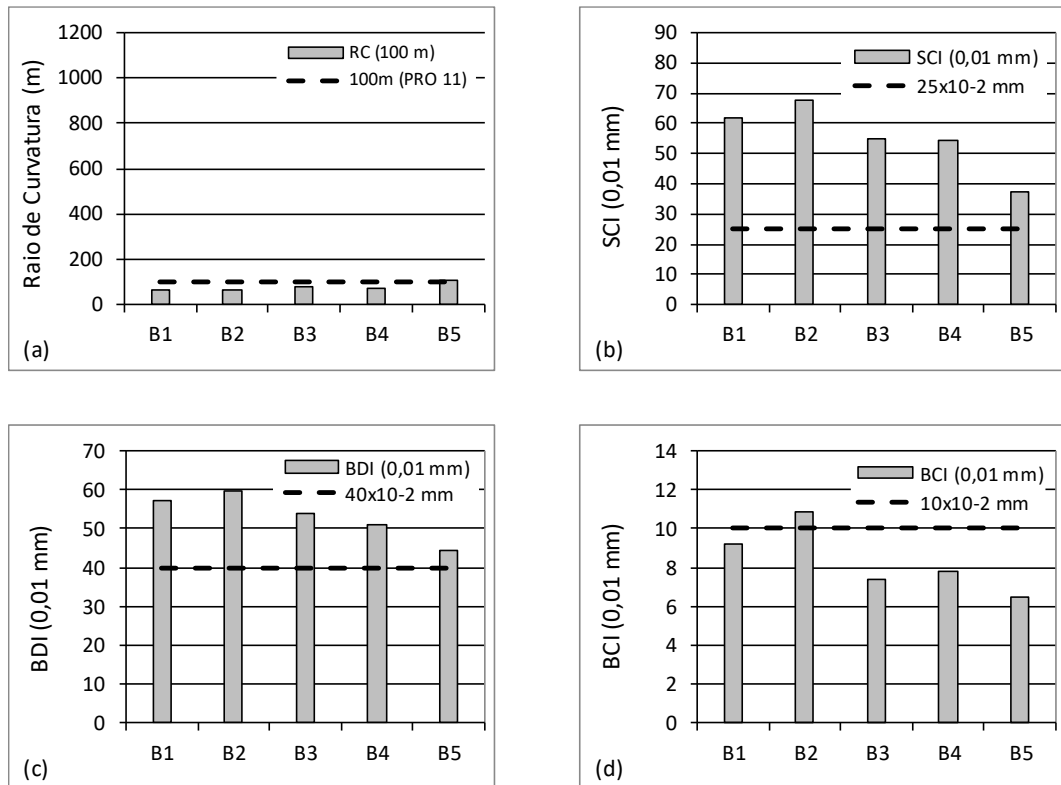 Raio de Curvatura (m)
1200
1000
800
600
400
200
0
RC (100 m)
100m (PRO 11)
B1 B2 B3 B4 B5
(a)
SCI (0,01 mm)
90
80
70
60
50
40
30
20
10
0
SCI (0,01 mm)
25x10-2 mm
B1 B2 B3 B4 B5
(b)
BDI (0,01 mm)
70
60
50
40
30
20
10
0
BDI (0,01 mm)
40x10-2 mm
B1 B2 B3 B4 B5
(c)
BCI (0,01 mm)
14
12
10
8
6
4
2
0
BCI (0,01 mm)
10x10-2 mm
B1 B2 B3 B4 B5
(d)